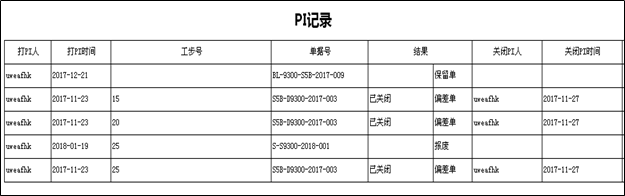 PI记录
打PI人 打PI时间 工步号 单据号 结果 关闭PI人 关闭PI时间
uweafhk 2017-12-21 BL-9300-S5B-2017-009 保留单
uweafhk 2017-11-23 15 S5B-D9300-2017-003 已关闭 偏差单 uweafhk 2017-11-27
uweafhk 2017-11-23 20 S5B-D9300-2017-003 已关闭 偏差单 uweafhk 2017-11-27
uweafhk 2018-01-19 25 S-S9300-2018-001 报废
uweafhk 2017-11-23 25 S5B-D9300-2017-003 已关闭 偏差单 uweafhk 2017-11-27